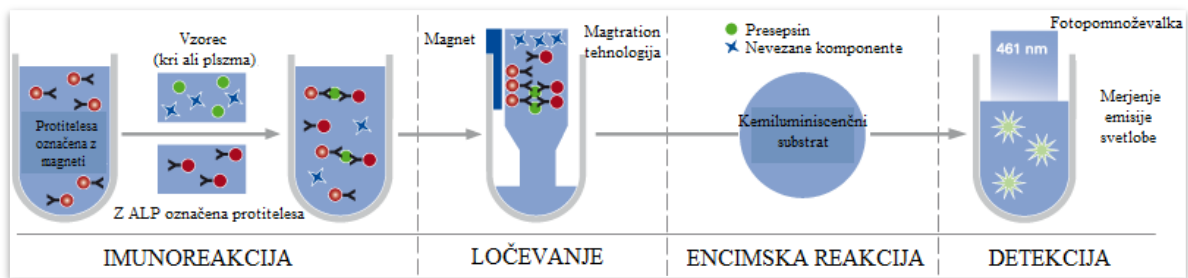 Vzorec
(kri ali plszma)
Protitelesa
označena z
magneti
Z ALP označena protitelesa
IMUNOREAKCIJA
Magnet
Magtration
tehnologija
LOČEVANJE
Presepsin
Nevezane komponente
Kemiluminiscenčni
substrat
ENCIMSKA REAKCIJA
Fotopomnoževalka
461 nm
Merjenje
emisije
svetlobe
DETEKCIJA